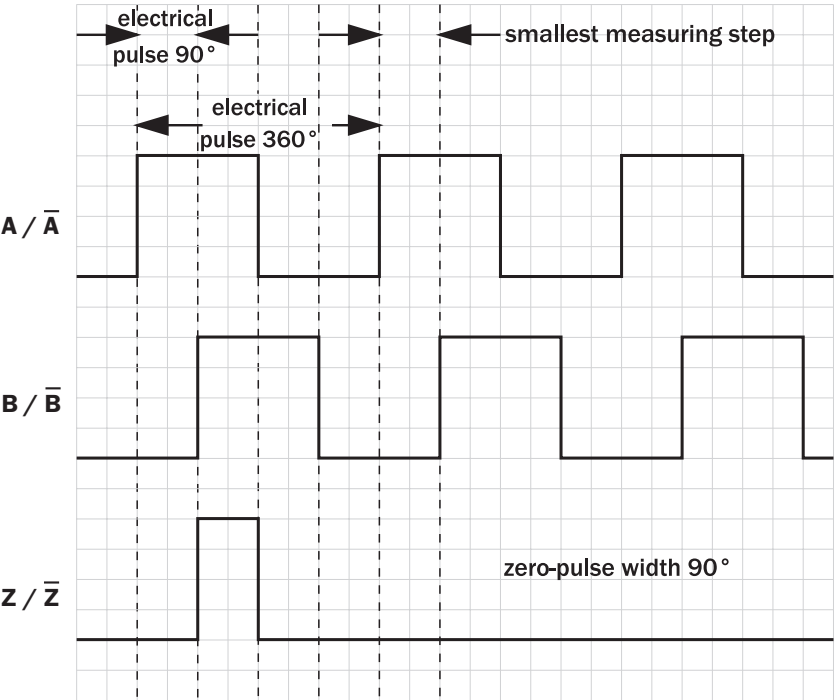 electrical
pulse 90°
smallest measuring step
electrical
pulse 360°
A / A̅
B / B̅
zero-pulse width 90°
Z / Z̅